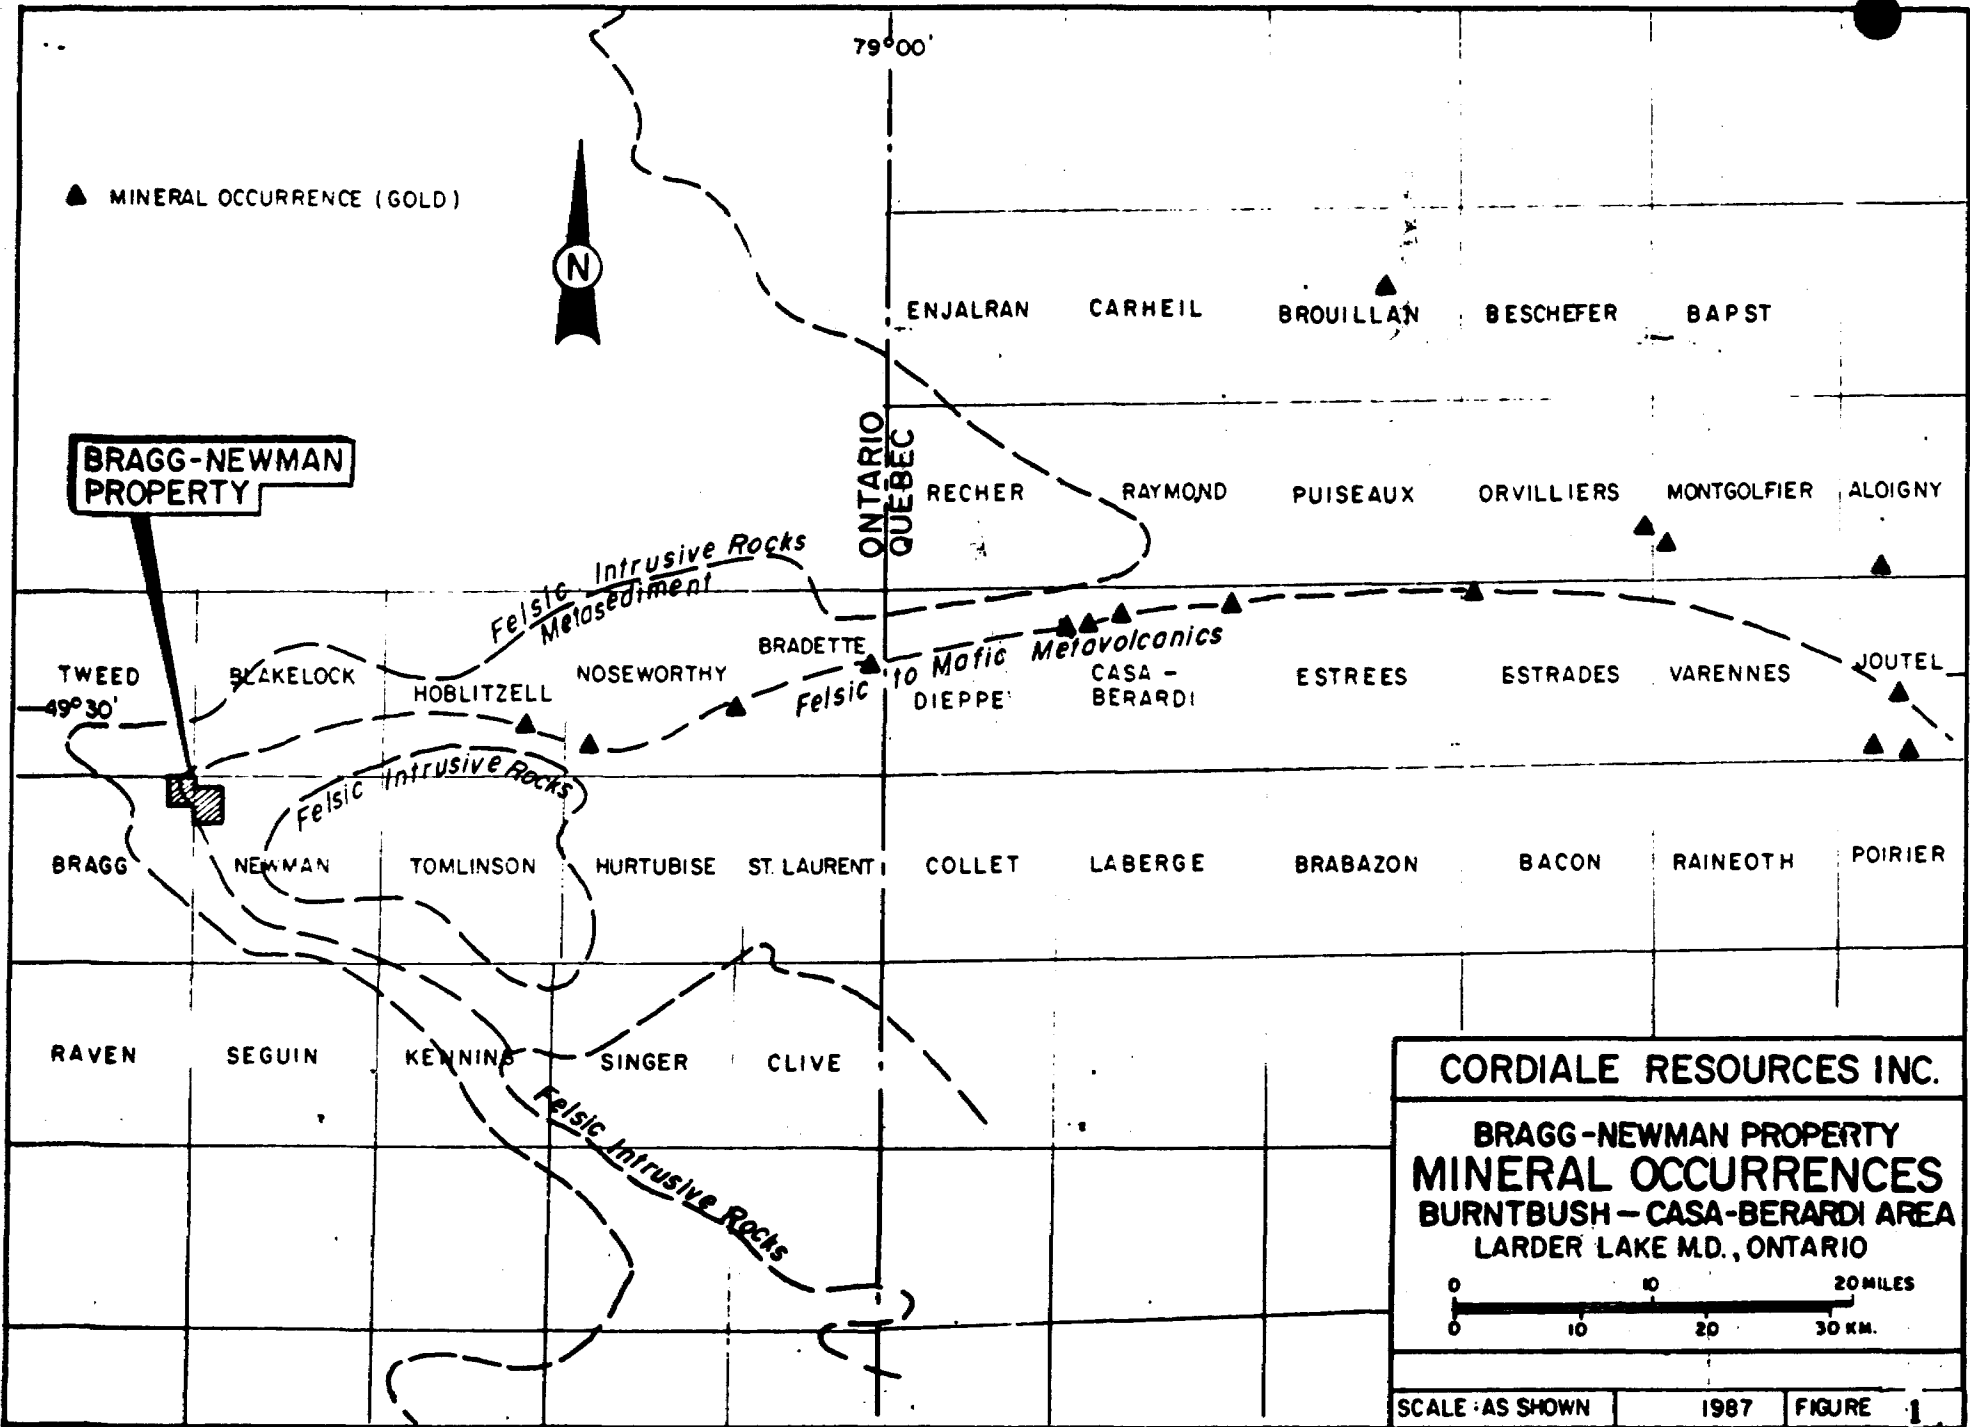 79°00'
▲ MINERAL OCCURRENCE (GOLD)
N
ENJALRAN CARHEIL BROUILLAN BESCHEFER BAPST
BRAGG-NEWMAN
PROPERTY
ONTARIO
QUEBEC
RECHER RAYMOND PUISEAUX ORVILLIERS MONTGOLFIER ALOIGNY
Felsic Intrusive Rocks
Metasediment
TWEED BLAKELOCK HOBLITZELL NOSEWORTHY BRADETTE
Felsic to Mafic Metavolcanics
DIEPPE CASA -
BERARDI
ESTREES ESTRADES VARENNES JOUTEL
49°30'
Felsic Intrusive Rocks
BRAGG NEWMAN TOMLINSON HURTUBISE ST. LAURENT COLLET LABERGE BRABAZON BACON RAINEOTH POIRIER
RAVEN SEGUIN KENNING SINGER CLIVE
Felsic Intrusive Rocks
CORDIALE RESOURCES INC.
BRAGG-NEWMAN PROPERTY
MINERAL OCCURRENCES
BURNTBUSH – CASA-BERARDI AREA
LARDER LAKE M.D., ONTARIO
0 10 20 MILES
0 10 20 30 KM.
SCALE : AS SHOWN 1987 FIGURE 1